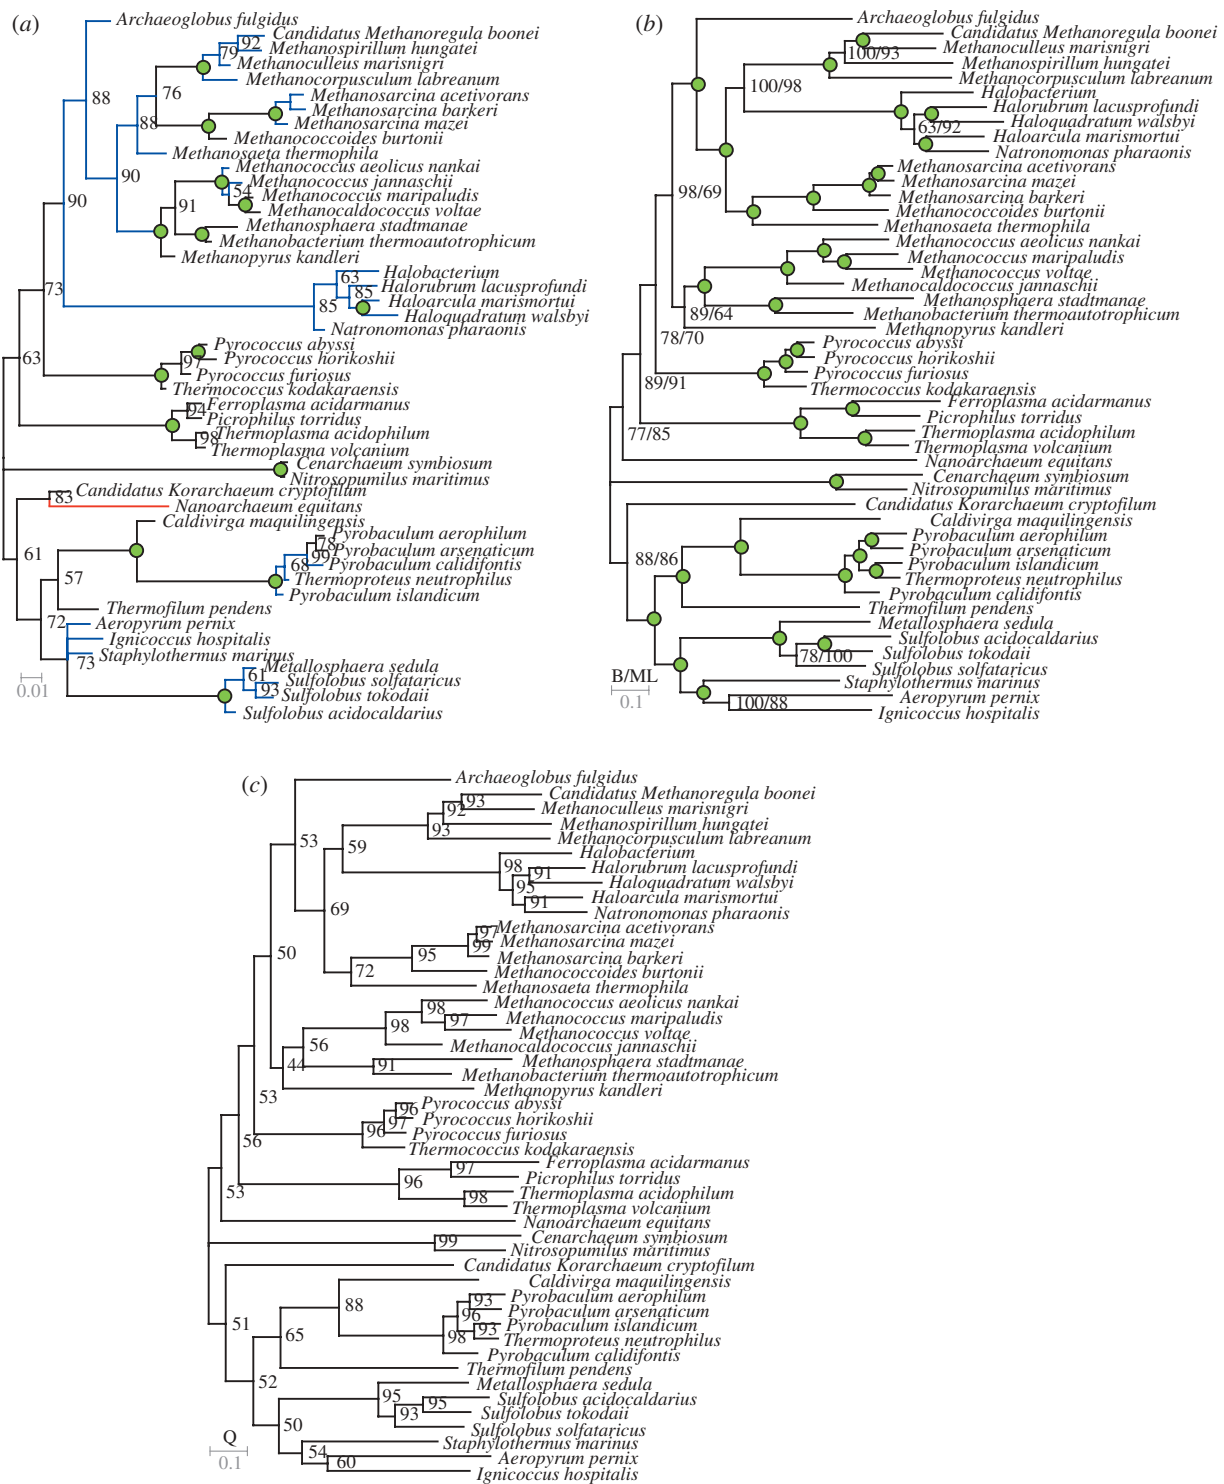 (a)
Archaeoglobus fulgidus
Candidatus Methanoregula boonei
92
Methanospirillum hungatei
79
Methanoculleus marisnigri
Methanocorpusculum labreanum
76
88
Methanosarcina acetivorans
Methanosarcina barkeri
88
Methanosarcina mazei
Methanococcoides burtonii
Methanosaeta thermophila
90
Methanococcus aeolicus nankai
Methanococcus jannaschii
54
Methanococcus maripaludis
90
91
Methanocaldococcus voltae
Methanosphaera stadtmanae
Methanobacterium thermoautotrophicum
Methanopyrus kandleri
Halobacterium
63
73
Halorubrum lacusprofundi
85
85
Haloarcula marismortui
Haloquadratum walsbyi
Natronomonas pharaonis
Pyrococcus abyssi
63
97
Pyrococcus horikoshii
Pyrococcus furiosus
Thermococcus kodakaraensis
Ferroplasma acidarmanus
94
Picrophilus torridus
98
Thermoplasma acidophilum
Thermoplasma volcanium
Cenarchaeum symbiosum
Nitrosopumilus maritimus
Candidatus Korarchaeum cryptofilum
83
Nanoarchaeum equitans
Caldivirga maquilingensis
Pyrobaculum aerophilum
78
61
99
Pyrobaculum arsenaticum
68
Pyrobaculum calidifontis
57
Thermoproteus neutrophilus
Pyrobaculum islandicum
Thermofilum pendens
72
Aeropyrum pernix
Ignicoccus hospitalis
73
Staphylothermus marinus
Metallosphaera sedula
61
Sulfolobus solfataricus
93
Sulfolobus tokodaii
Sulfolobus acidocaldarius
0.01
(b)
Archaeoglobus fulgidus
Candidatus Methanoregula boonei
100/93
Methanoculleus marisnigri
Methanospirillum hungatei
100/98
Methanocorpusculum labreanum
Halobacterium
Halorubrum lacusprofundi
63/92
Haloquadratum walsbyi
Haloarcula marismortui
Natronomonas pharaonis
Methanosarcina acetivorans
98/69
Methanosarcina mazei
Methanosarcina barkeri
Methanococcoides burtonii
Methanosaeta thermophila
Methanococcus aeolicus nankai
Methanococcus maripaludis
Methanococcus voltae
Methanocaldococcus jannaschii
Methanosphaera stadtmanae
89/64
Methanobacterium thermoautotrophicum
Methanopyrus kandleri
78/70
Pyrococcus abyssi
Pyrococcus horikoshii
Pyrococcus furiosus
89/91
Thermococcus kodakaraensis
Ferroplasma acidarmanus
Picrophilus torridus
77/85
Thermoplasma acidophilum
Thermoplasma volcanium
Nanoarchaeum equitans
Cenarchaeum symbiosum
Nitrosopumilus maritimus
Candidatus Korarchaeum cryptofilum
Caldivirga maquilingensis
Pyrobaculum aerophilum
88/86
Pyrobaculum arsenaticum
Pyrobaculum islandicum
Thermoproteus neutrophilus
Pyrobaculum calidifontis
Thermofilum pendens
Metallosphaera sedula
Sulfolobus acidocaldarius
78/100
Sulfolobus tokodaii
Sulfolobus solfataricus
B/ML
Staphylothermus marinus
0.1
100/88
Aeropyrum pernix
Ignicoccus hospitalis
(c)
Archaeoglobus fulgidus
Candidatus Methanoregula boonei
93
92
Methanoculleus marisnigri
93
Methanospirillum hungatei
53
59
Methanocorpusculum labreanum
Halobacterium
98
Halorubrum lacusprofundi
91
95
Haloquadratum walsbyi
Haloarcula marismortui
91
69
Natronomonas pharaonis
Methanosarcina acetivorans
97
Methanosarcina mazei
99
50
95
Methanosarcina barkeri
72
Methanococcoides burtonii
Methanosaeta thermophila
Methanococcus aeolicus nankai
98
Methanococcus maripaludis
97
98
Methanococcus voltae
56
Methanocaldococcus jannaschii
Methanosphaera stadtmanae
44
91
Methanobacterium thermoautotrophicum
Methanopyrus kandleri
53
Pyrococcus abyssi
96
97
Pyrococcus horikoshii
96
Pyrococcus furiosus
56
Thermococcus kodakaraensis
Ferroplasma acidarmanus
97
96
Picrophilus torridus
53
Thermoplasma acidophilum
98
Thermoplasma volcanium
Nanoarchaeum equitans
Cenarchaeum symbiosum
99
Nitrosopumilus maritimus
Candidatus Korarchaeum cryptofilum
Caldivirga maquilingensis
88
Pyrobaculum aerophilum
93
96
Pyrobaculum arsenaticum
51
Pyrobaculum islandicum
93
65
98
Thermoproteus neutrophilus
Pyrobaculum calidifontis
Thermofilum pendens
52
Metallosphaera sedula
95
Sulfolobus acidocaldarius
95
93
Sulfolobus tokodaii
50
Sulfolobus solfataricus
Q
Staphylothermus marinus
54
0.1
60
Aeropyrum pernix
Ignicoccus hospitalis